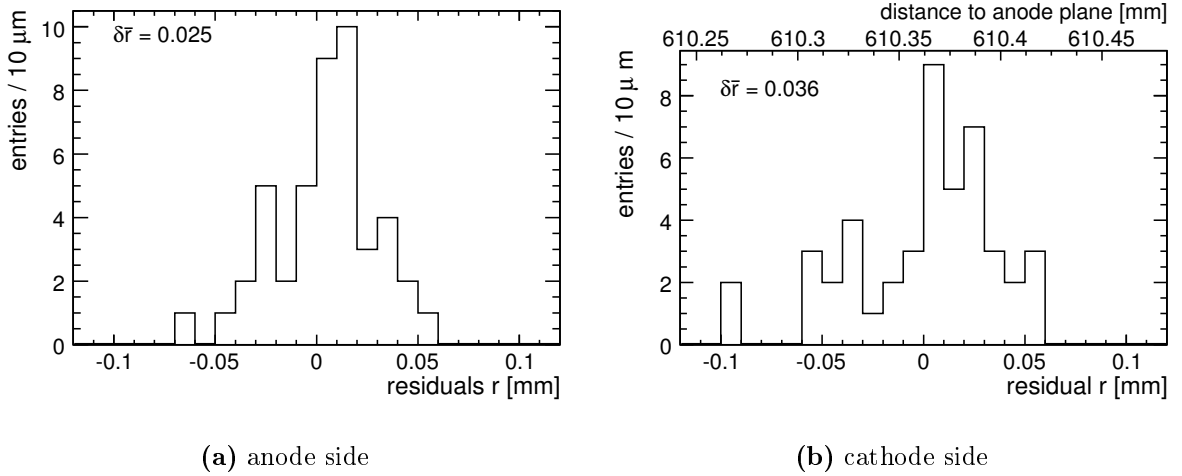 entries / 10 µm
10
8
6
4
2
0
δr̄ = 0.025
-0.1 -0.05 0 0.05 0.1
residuals r [mm]
(a) anode side
distance to anode plane [mm]
610.25 610.3 610.35 610.4 610.45
entries / 10 µ m
8
6
4
2
0
δr̄ = 0.036
-0.1 -0.05 0 0.05 0.1
residual r [mm]
(b) cathode side